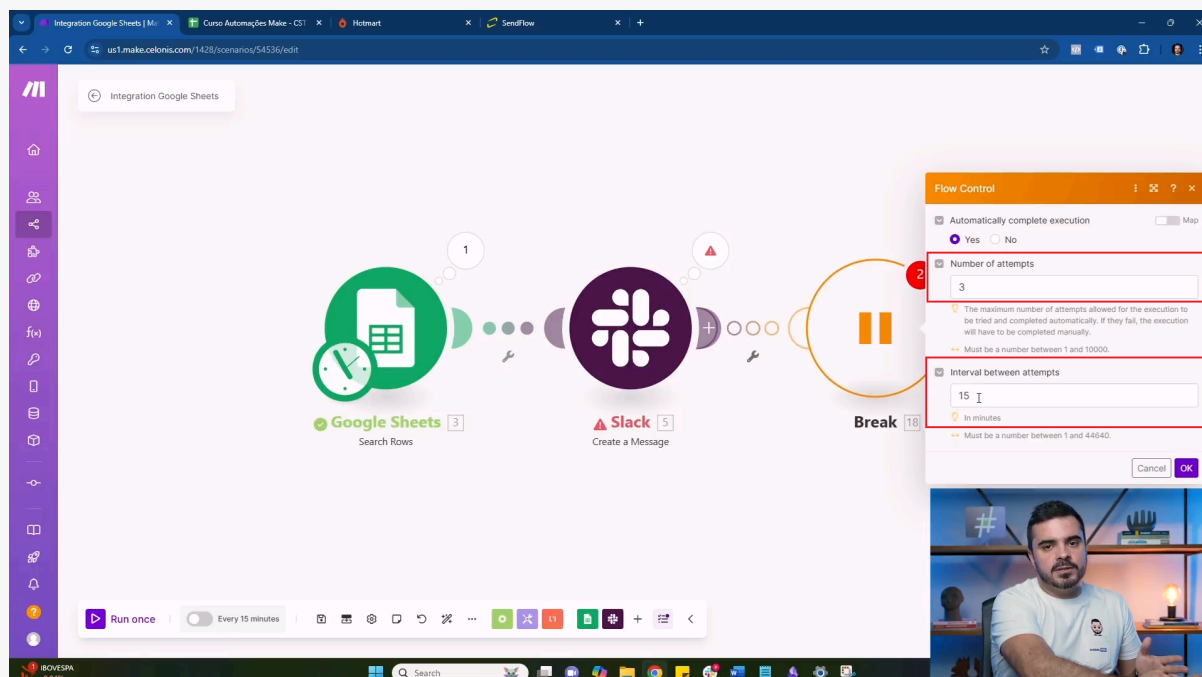 Integration Google Sheets | Ma
Curso Automações Make - CST
Hotmart
SendFlow
us1.make.celonis.com/1428/scenarios/54536/edit
Integration Google Sheets
1
2
Google Sheets 3
Search Rows
Slack 5
Create a Message
Break 18
Flow Control
Automatically complete execution
Map
Yes
No
Number of attempts
3
The maximum number of attempts allowed for the execution to
be tried and completed automatically. If they fail, the execution
will have to be completed manually.
Must be a number between 1 and 10000.
Interval between attempts
15
In minutes
Must be a number between 1 and 44640.
Cancel
OK
Run once
Every 15 minutes
1
IBOVESPA
Search